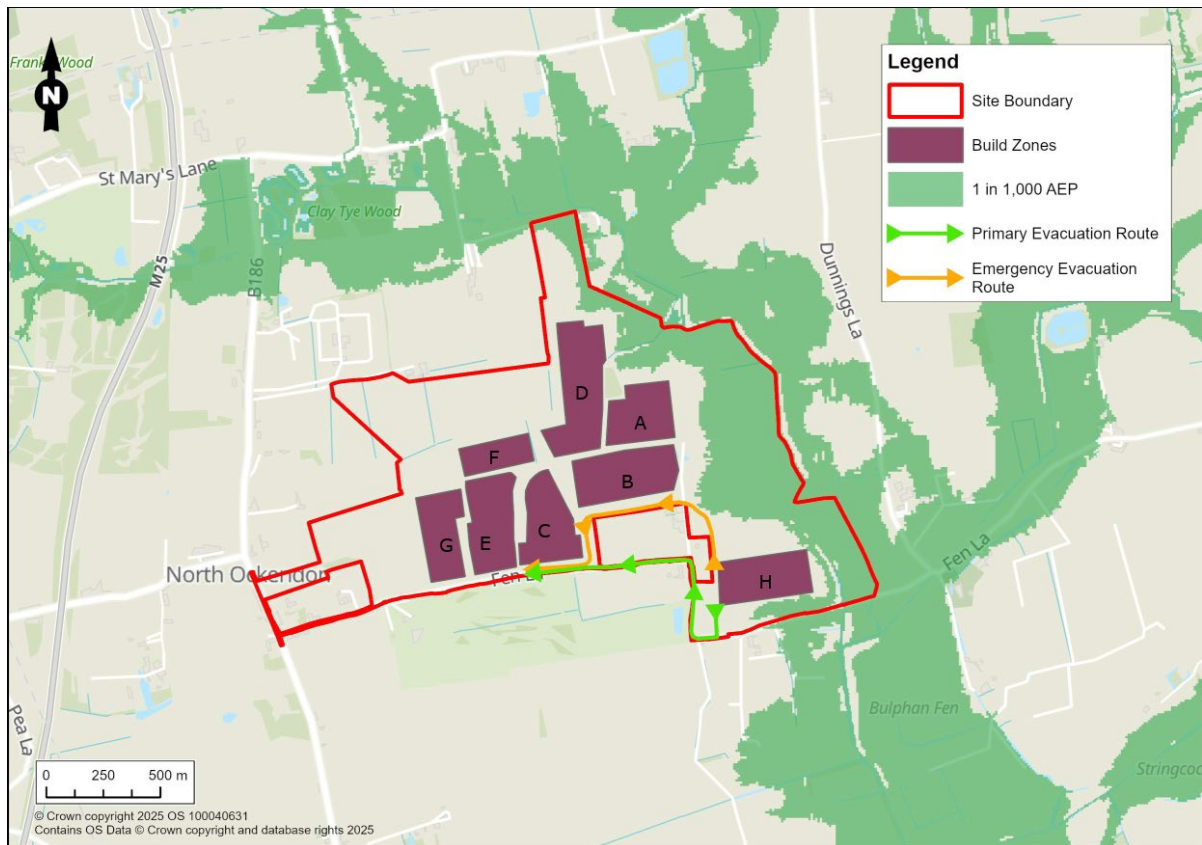 Frank Wood
N
St Mary's Lane
Clay Tye Wood
M25
B186
Dunnings La
Legend
Site Boundary
Build Zones
1 in 1,000 AEP
Primary Evacuation Route
Emergency Evacuation
Route
D
A
F
B
G
E
C
H
North Ockendon
Fen La
Bulphan Fen
Pea La
0 250 500 m
© Crown copyright 2025 OS 100040631
Contains OS Data © Crown copyright and database rights 2025